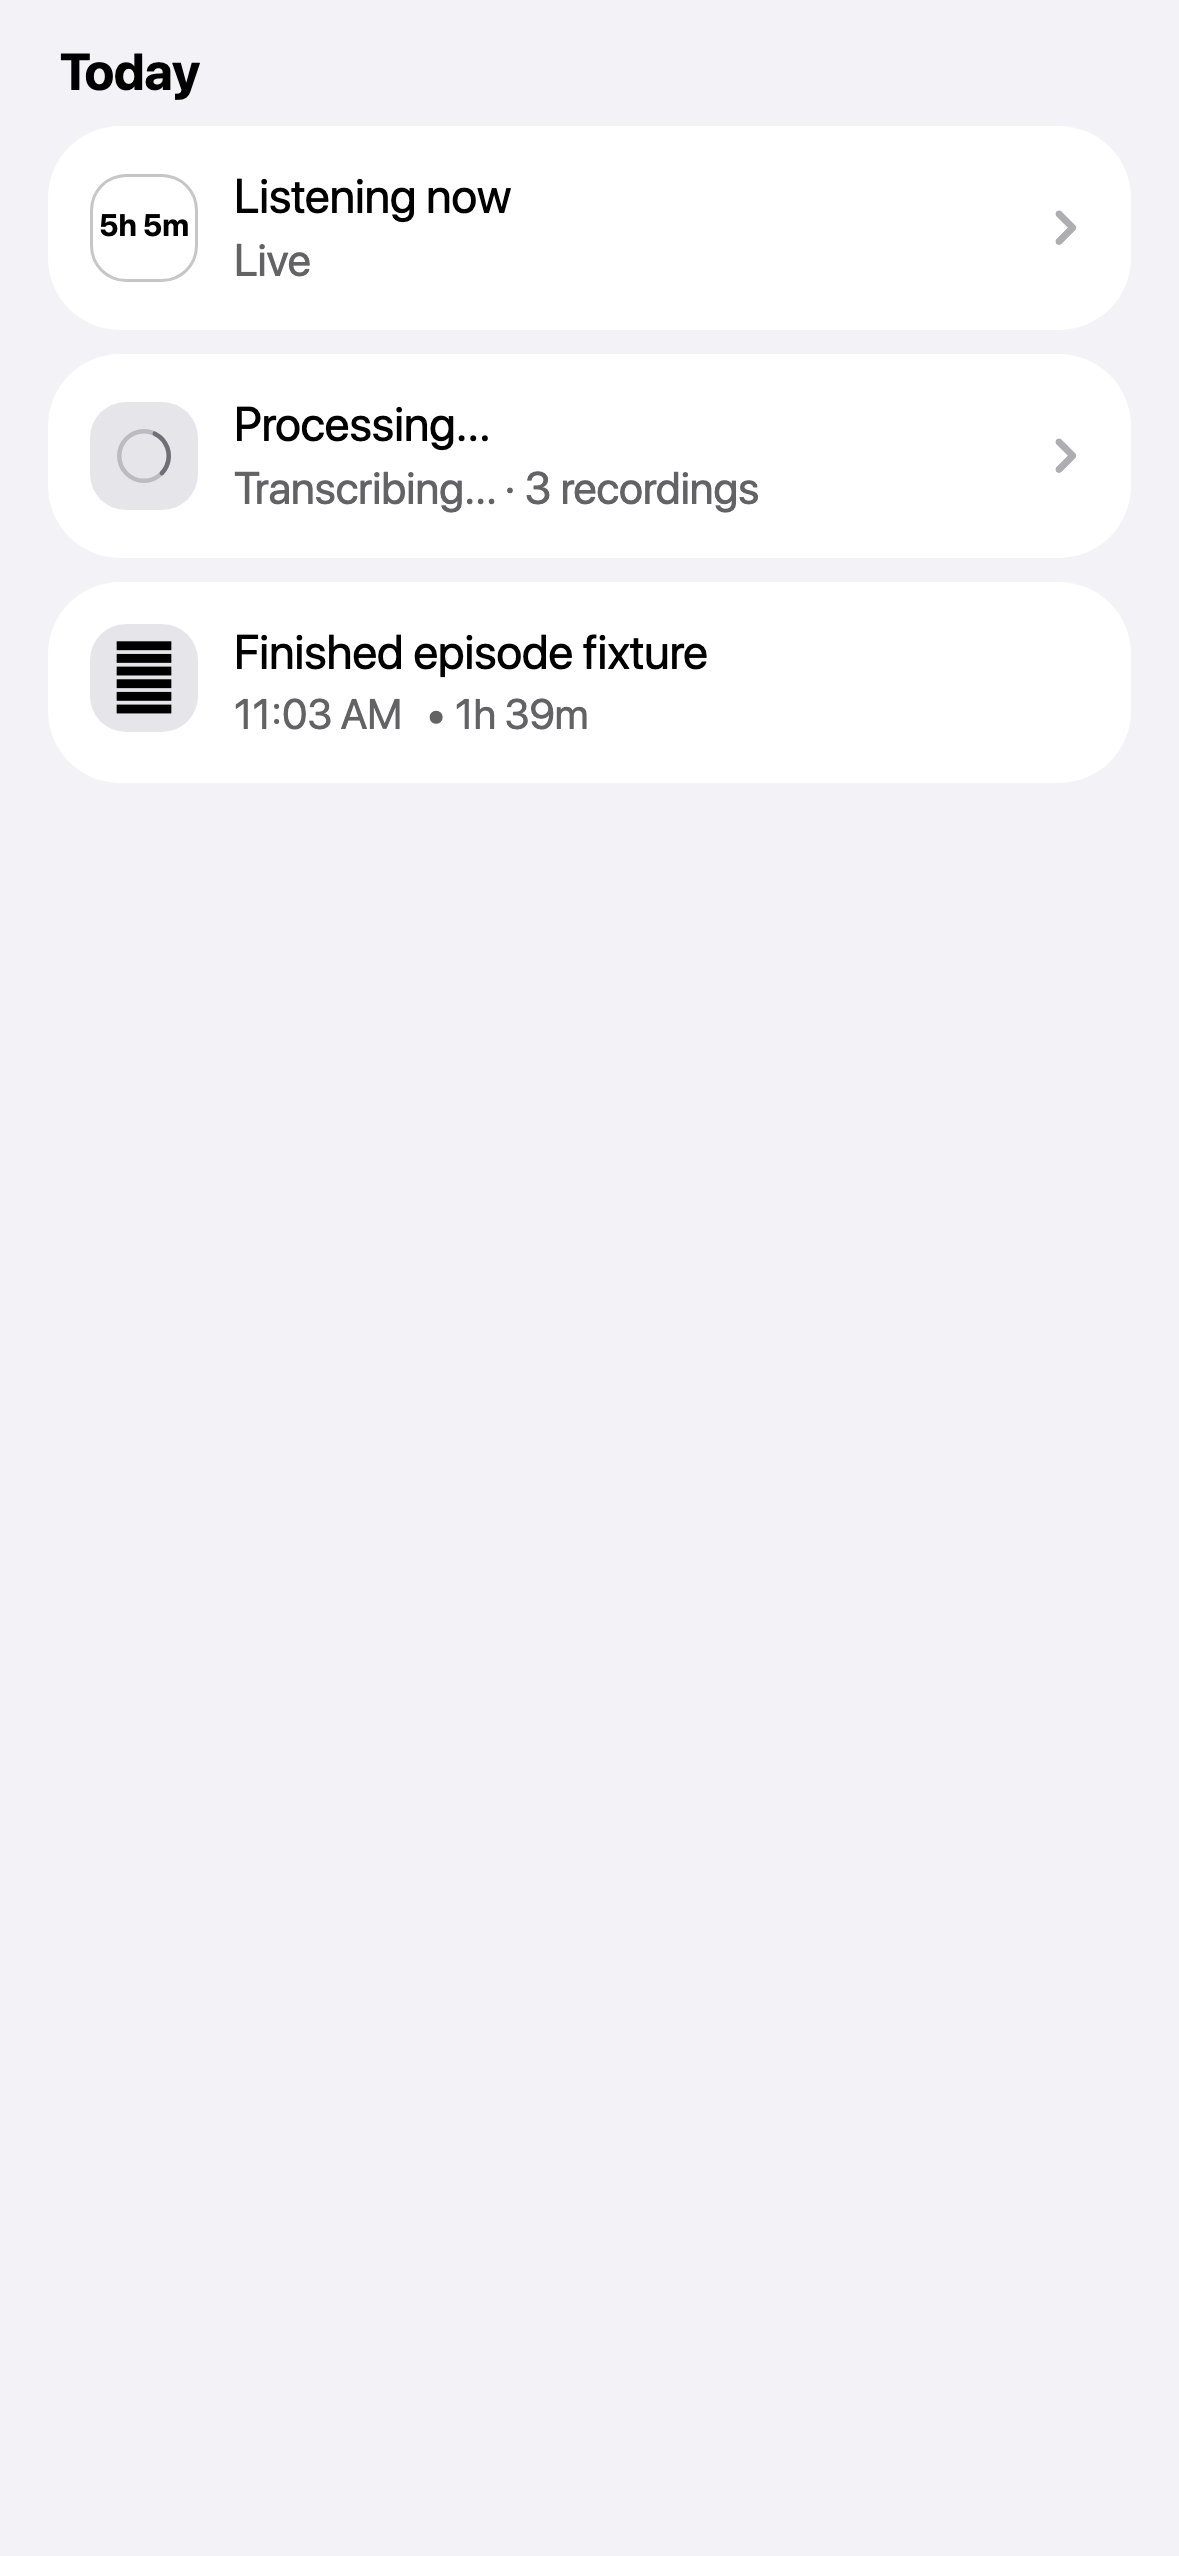 Today
5h 5m
Listening now
Live
Processing...
Transcribing... · 3 recordings
Finished episode fixture
11:03 AM • 1h 39m